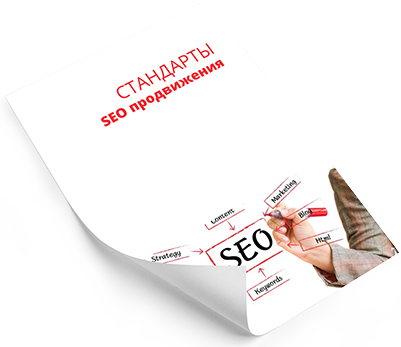 СТАНДАРТЫ
SEO продвижения
Content
Marketing
Blog
Strategy
SEO
Html
Keywords